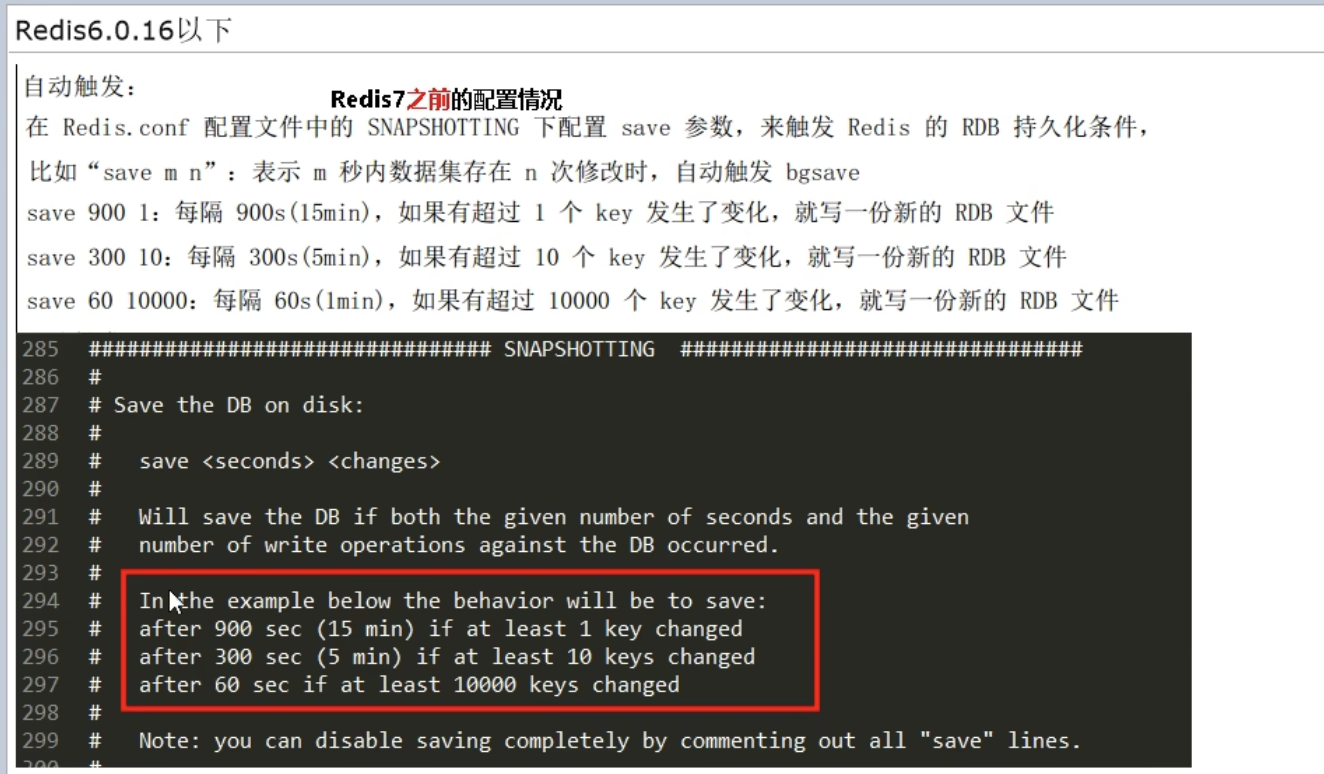 Redis6.0.16以下
自动触发：
Redis7之前的配置情况
在 Redis.conf 配置文件中的 SNAPSHOTTING 下配置 save 参数，来触发 Redis 的 RDB 持久化条件，
比如“save m n”：表示 m 秒内数据集存在 n 次修改时，自动触发 bgsave
save 900 1：每隔 900s(15min)，如果有超过 1 个 key 发生了变化，就写一份新的 RDB 文件
save 300 10：每隔 300s(5min)，如果有超过 10 个 key 发生了变化，就写一份新的 RDB 文件
save 60 10000：每隔 60s(1min)，如果有超过 10000 个 key 发生了变化，就写一份新的 RDB 文件
285 ################################ SNAPSHOTTING ################################
286 #
287 # Save the DB on disk:
288 #
289 # save <seconds> <changes>
290 #
291 # Will save the DB if both the given number of seconds and the given
292 # number of write operations against the DB occurred.
293 #
294 # In the example below the behavior will be to save:
295 # after 900 sec (15 min) if at least 1 key changed
296 # after 300 sec (5 min) if at least 10 keys changed
297 # after 60 sec if at least 10000 keys changed
298 #
299 # Note: you can disable saving completely by commenting out all "save" lines.
300 #